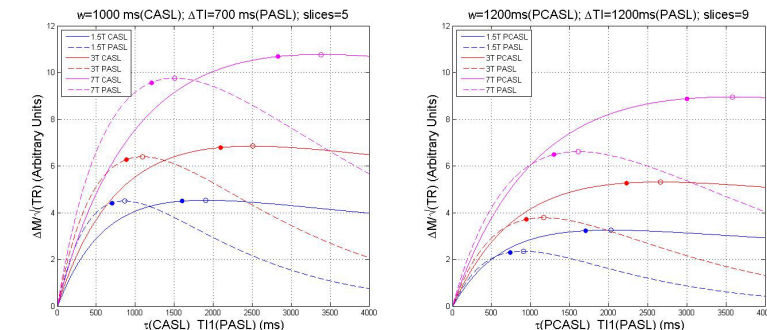 w=1000 ms(CASL); ΔTI=700 ms(PASL); slices=5
12
10
8
6
4
2
0
ΔM/√(TR) (Arbitrary Units)
1.5T CASL
1.5T PASL
3T CASL
3T PASL
7T CASL
7T PASL
0 500 1000 1500 2000 2500 3000 3500 4000
τ(CASL) TI1(PASL) (ms)
w=1200ms(PCASL); ΔTI=1200ms(PASL); slices=9
12
10
8
6
4
2
0
ΔM/√(TR) (Arbitrary Units)
1.5T PCASL
1.5T PASL
3T PCASL
3T PASL
7T PCASL
7T PASL
0 500 1000 1500 2000 2500 3000 3500 4000
τ(PCASL) TI1(PASL) (ms)